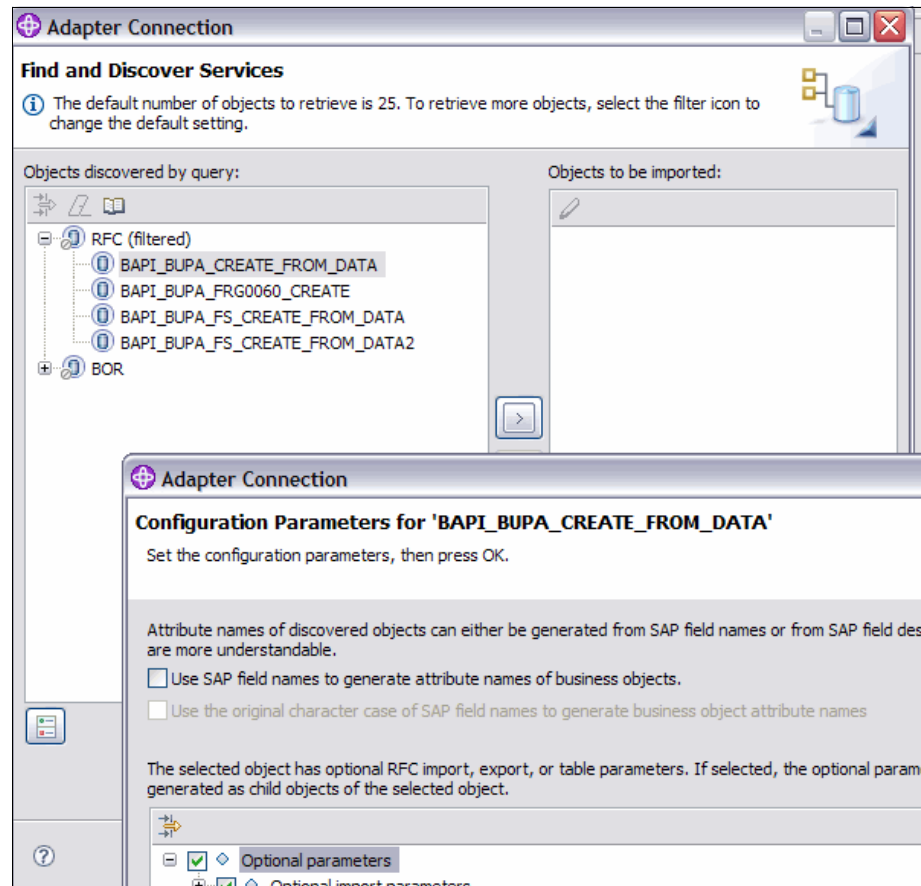 Adapter Connection
Find and Discover Services
The default number of objects to retrieve is 25. To retrieve more objects, select the filter icon to
change the default setting.
Objects discovered by query:
Objects to be imported:
RFC (filtered)
BAPI_BUPA_CREATE_FROM_DATA
BAPI_BUPA_FRG0060_CREATE
BAPI_BUPA_FS_CREATE_FROM_DATA
BAPI_BUPA_FS_CREATE_FROM_DATA2
BOR
>
Adapter Connection
Configuration Parameters for 'BAPI_BUPA_CREATE_FROM_DATA'
Set the configuration parameters, then press OK.
Attribute names of discovered objects can either be generated from SAP field names or from SAP field des
are more understandable.
Use SAP field names to generate attribute names of business objects.
Use the original character case of SAP field names to generate business object attribute names
The selected object has optional RFC import, export, or table parameters. If selected, the optional param
generated as child objects of the selected object.
?
Optional parameters
Optional import parameters